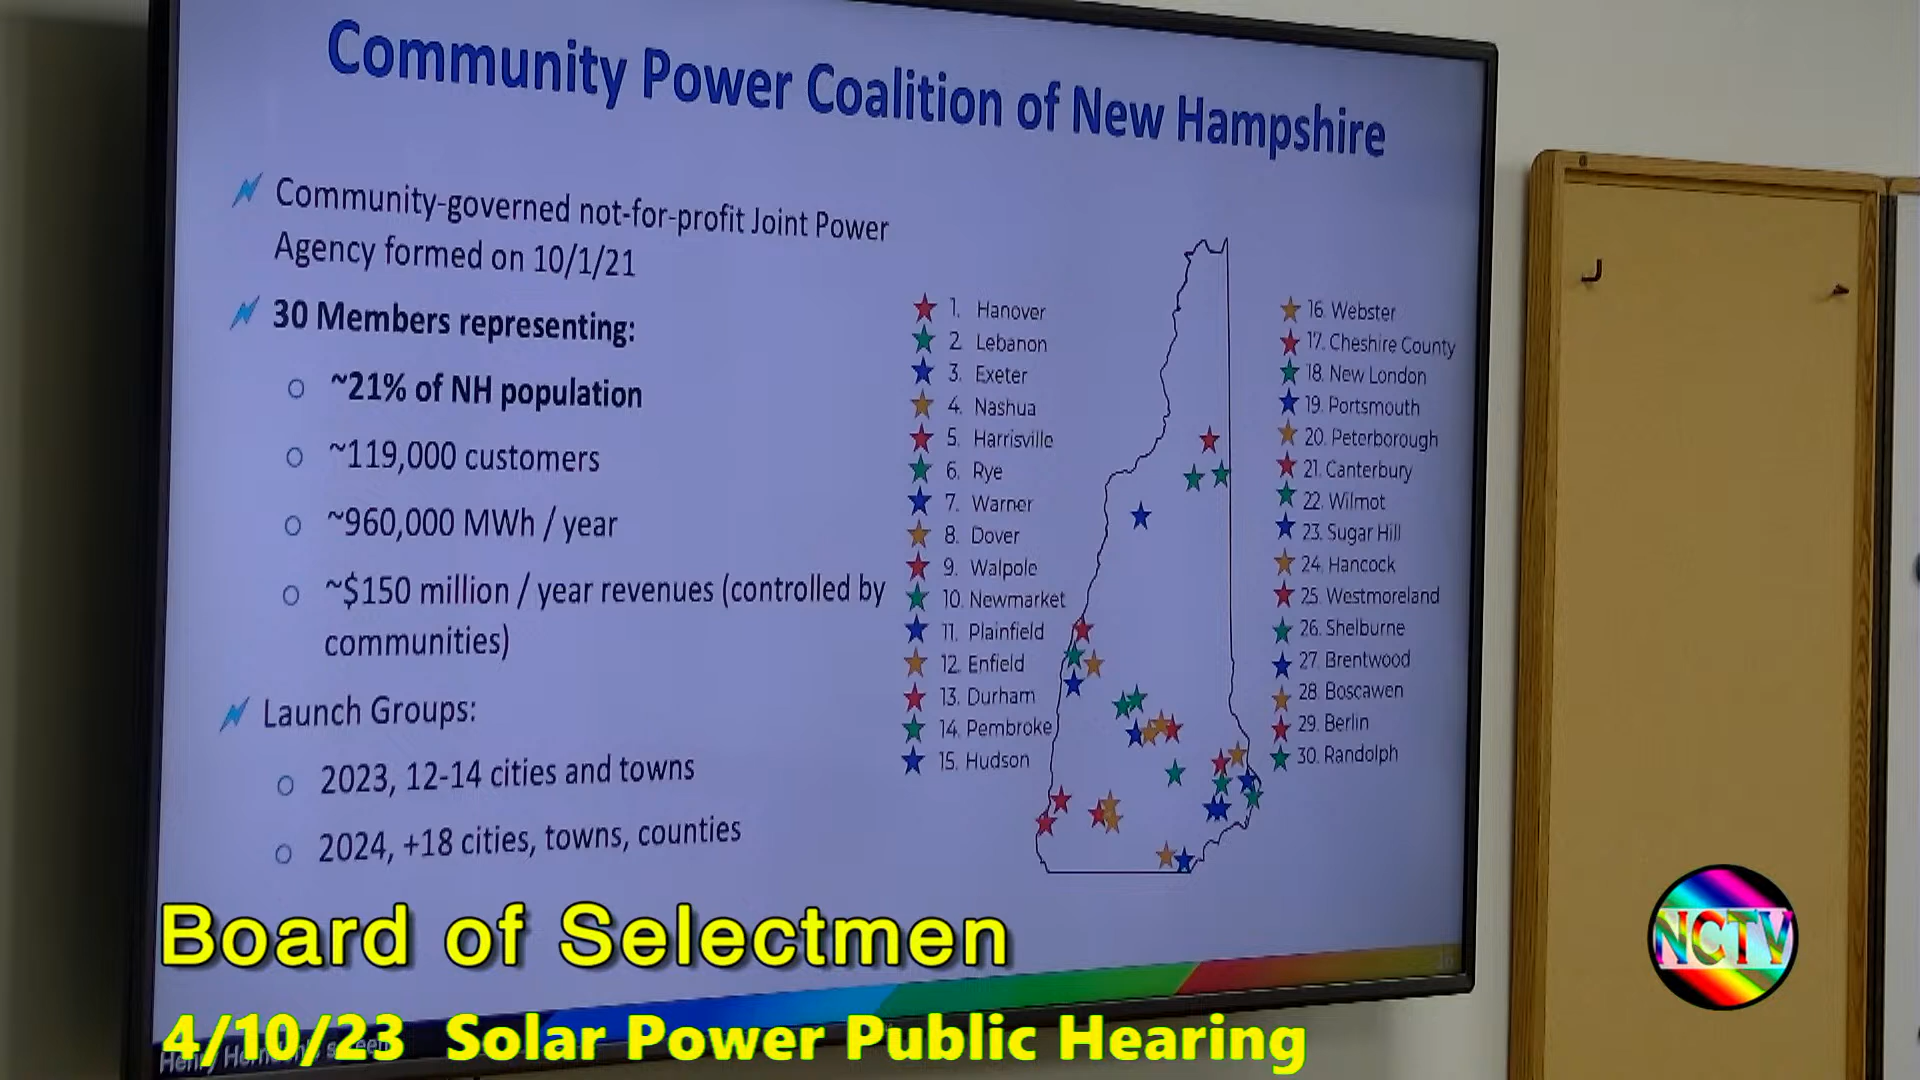 Community Power Coalition of New Hampshire
Community-governed not-for-profit Joint Power
Agency formed on 10/1/21
30 Members representing:
~21% of NH population
~119,000 customers
~960,000 MWh / year
~$150 million / year revenues (controlled by
communities)
Launch Groups:
2023, 12-14 cities and towns
2024, +18 cities, towns, counties
1. Hanover
2 Lebanon
3. Exeter
4. Nashua
5. Harrisville
6. Rye
7. Warner
8. Dover
9. Walpole
10. Newmarket
11. Plainfield
12. Enfield
13. Durham
14. Pembroke
15. Hudson
16. Webster
17. Cheshire County
18. New London
19. Portsmouth
20. Peterborough
21. Canterbury
22. Wilmot
23. Sugar Hill
24. Hancock
25. Westmoreland
26. Shelburne
27. Brentwood
28. Boscawen
29. Berlin
30. Randolph
16
Board of Selectmen
4/10/23 Solar Power Public Hearing
NCTV